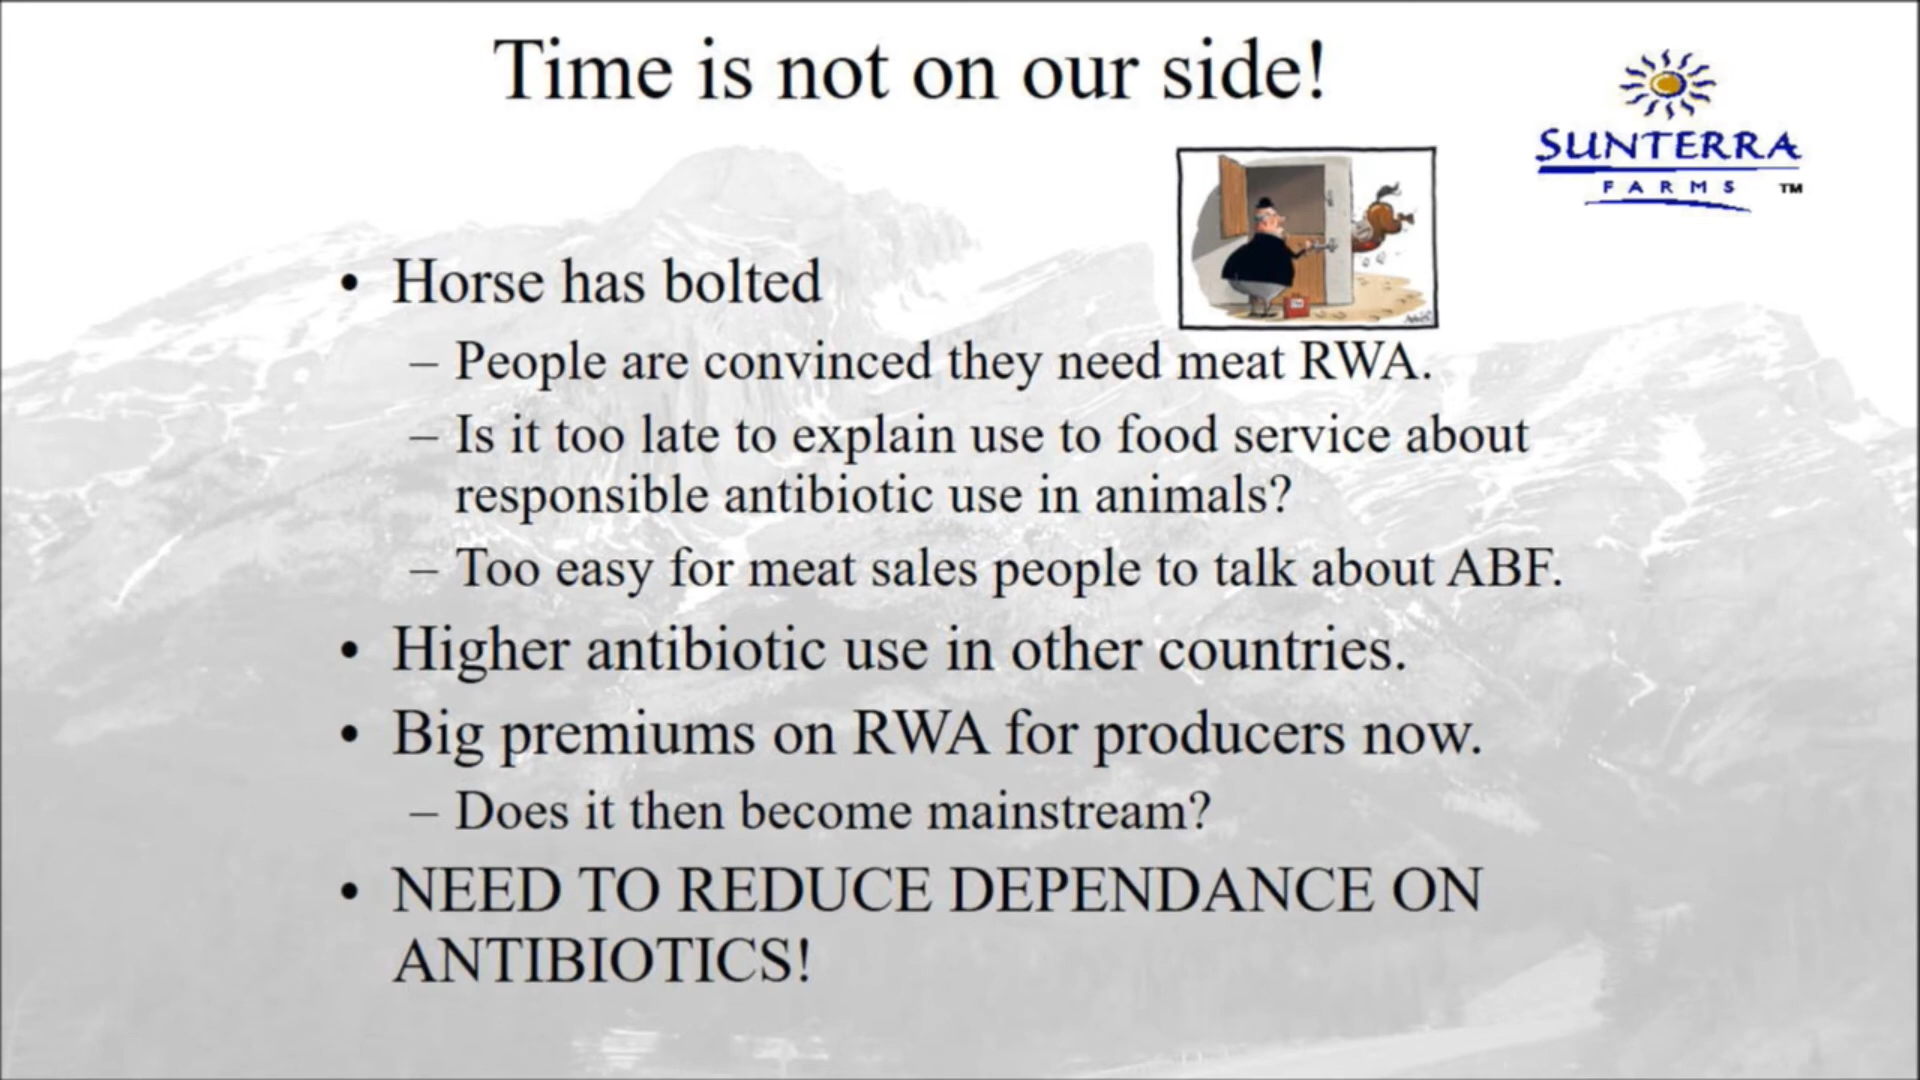 Time is not on our side!
SUNTERRA
FARMS ™
• Horse has bolted
– People are convinced they need meat RWA.
– Is it too late to explain use to food service about
responsible antibiotic use in animals?
– Too easy for meat sales people to talk about ABF.
• Higher antibiotic use in other countries.
• Big premiums on RWA for producers now.
– Does it then become mainstream?
• NEED TO REDUCE DEPENDANCE ON
ANTIBIOTICS!